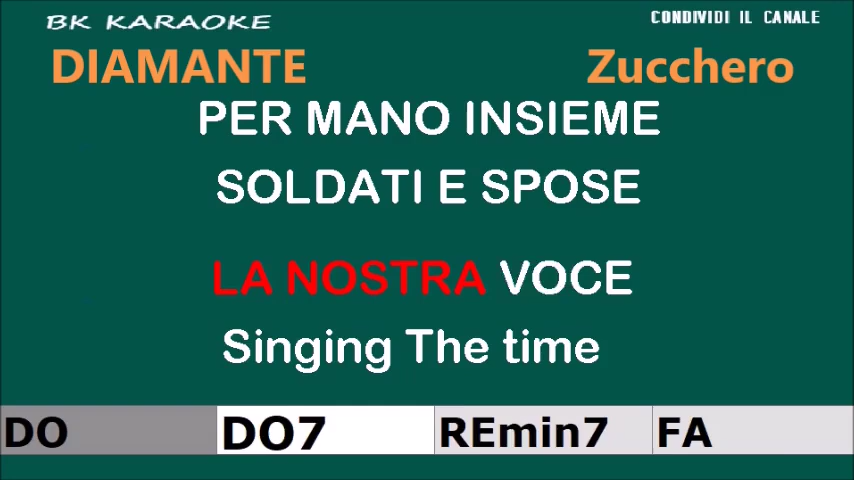 BK KARAOKE
CONDIVIDI IL CANALE
DIAMANTE
Zucchero
PER MANO INSIEME
SOLDATI E SPOSE
LA NOSTRA VOCE
Singing The time
DO DO7 REmin7 FA